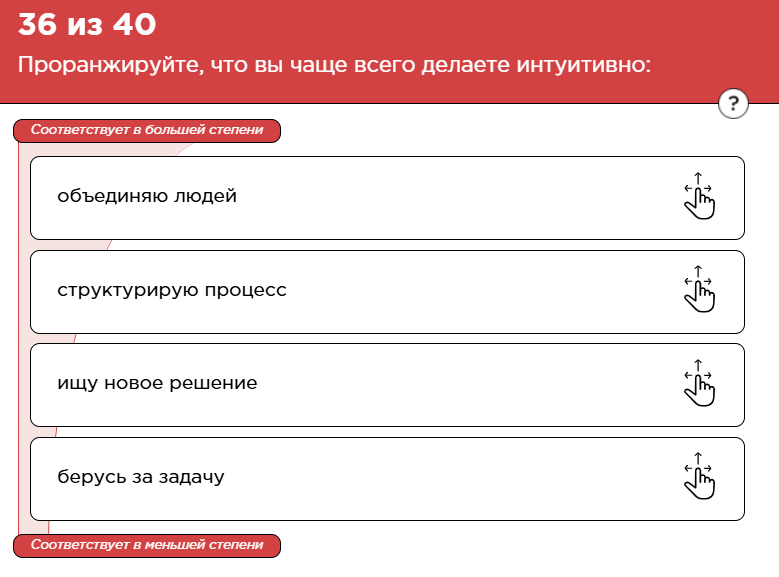 36 из 40
Проранжируйте, что вы чаще всего делаете интуитивно:
?
Соответствует в большей степени
объединяю людей
структурирую процесс
ищу новое решение
берусь за задачу
Соответствует в меньшей степени